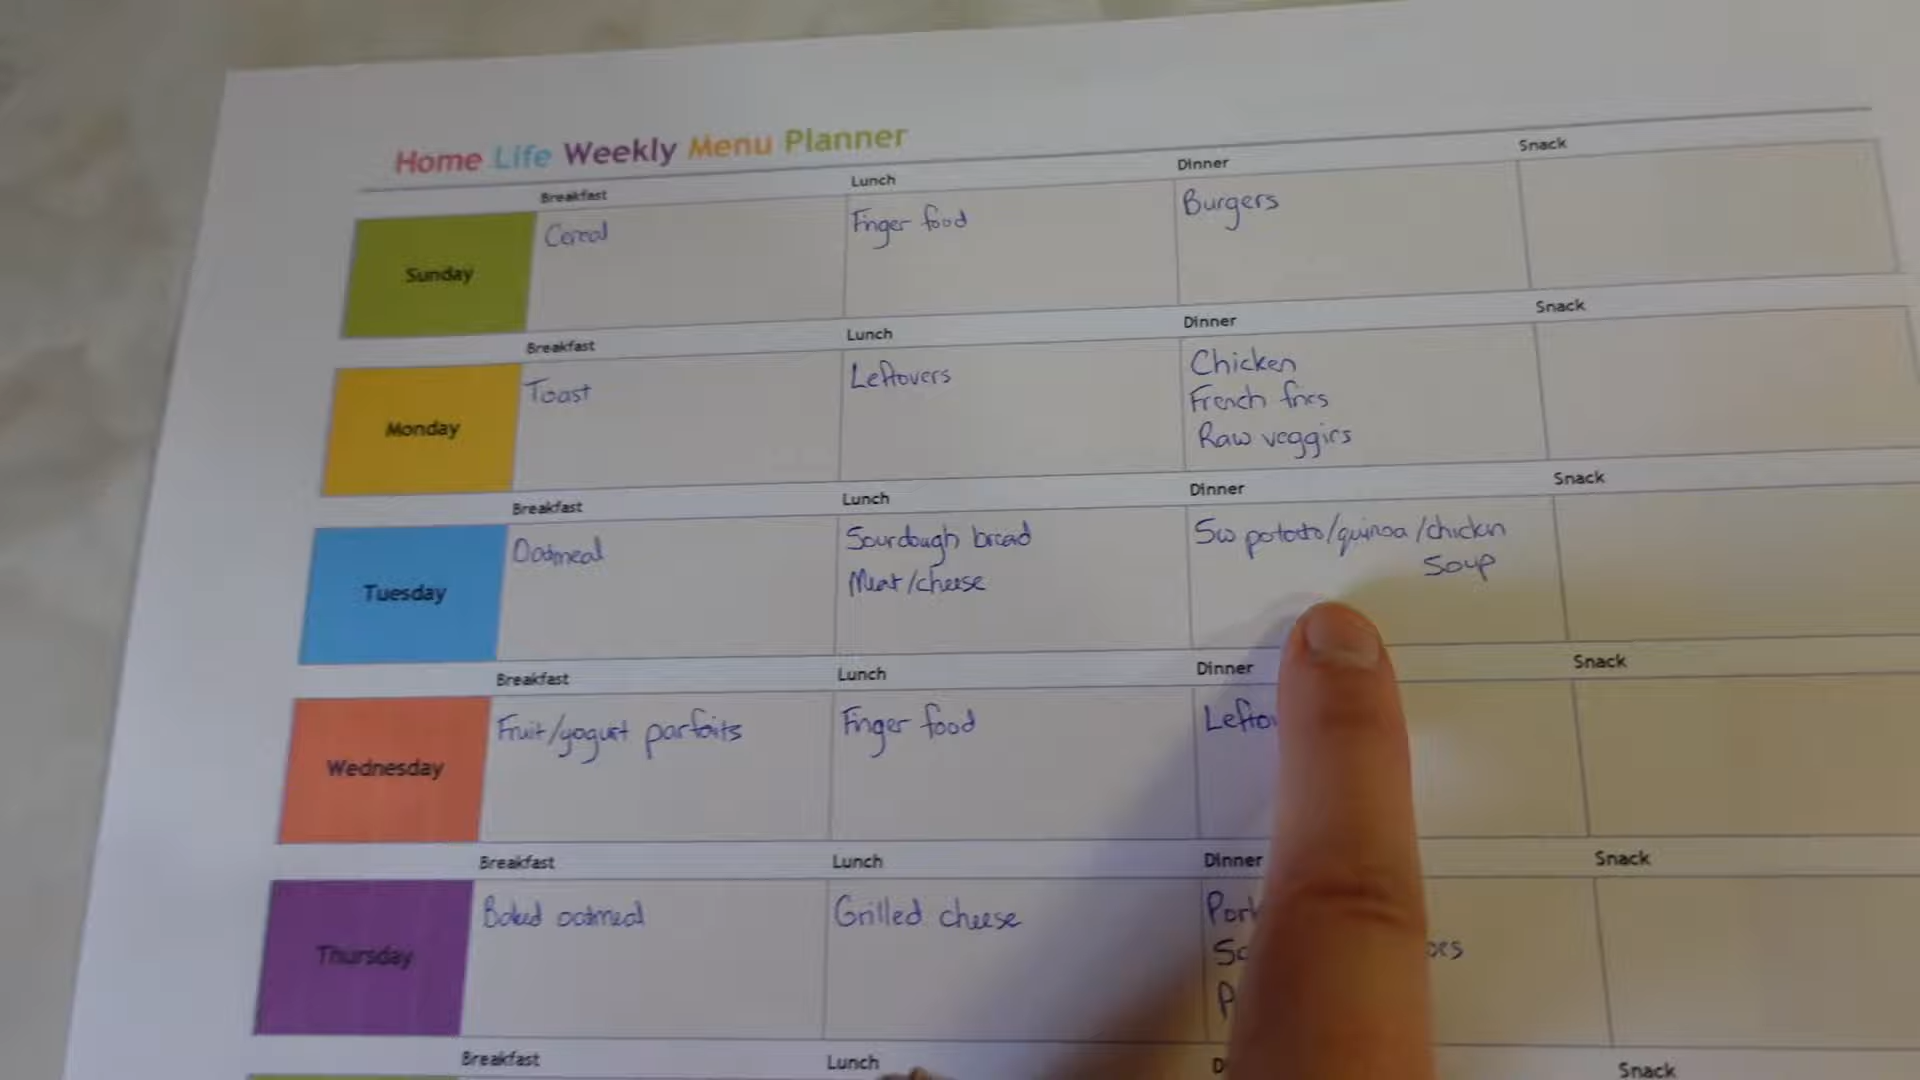 Home Life Weekly Menu Planner
Breakfast Lunch Dinner Snack
Sunday
Cereal
Finger food
Burgers
Breakfast Lunch Dinner Snack
Monday
Toast
Leftovers
Chicken
French fries
Raw veggies
Breakfast Lunch Dinner Snack
Tuesday
Oatmeal
Sourdough bread
Meat/cheese
Sw potato/quinoa/chicken
Soup
Breakfast Lunch Dinner Snack
Wednesday
Fruit/yogurt parfaits
Finger food
Breakfast Lunch Dinner Snack
Thursday
Baked oatmeal
Grilled cheese
Breakfast Lunch Snack